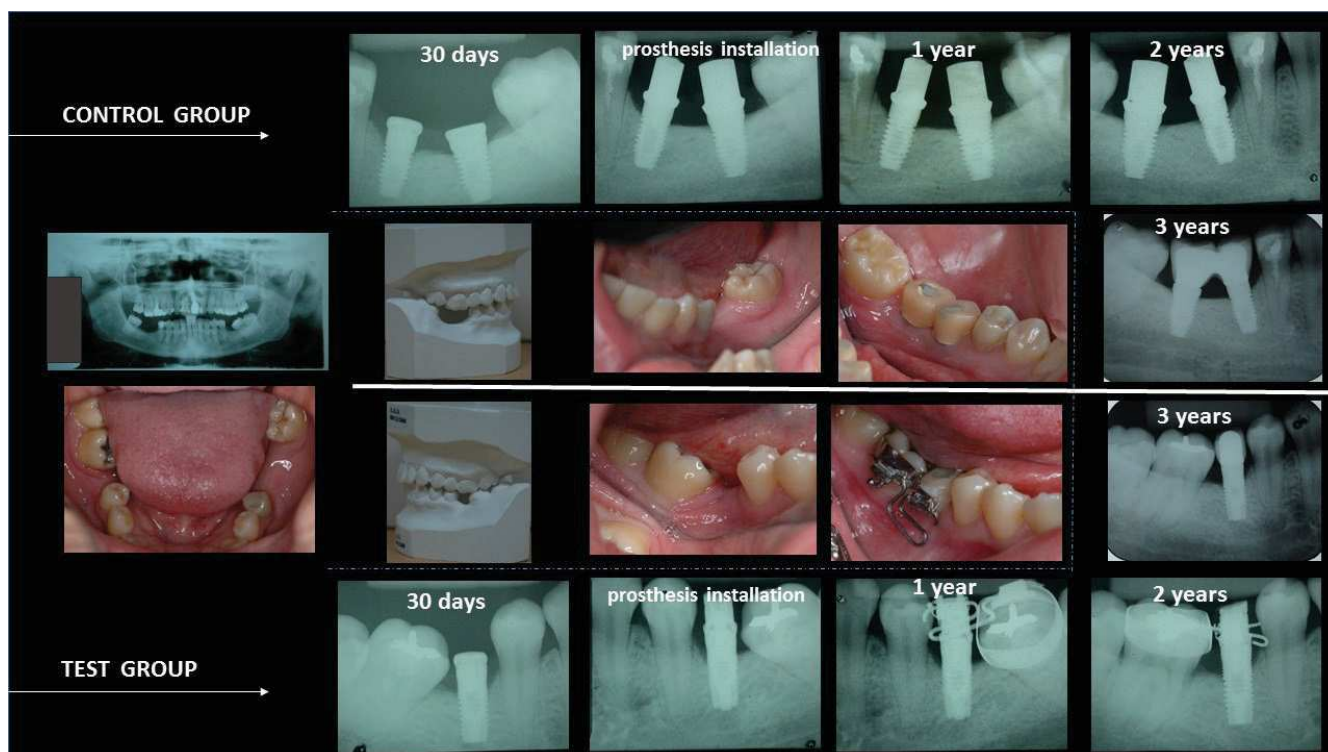 30 days
prosthesis installation
1 year
2 years
CONTROL GROUP
3 years
3 years
30 days
prosthesis installation
1 year
2 years
TEST GROUP